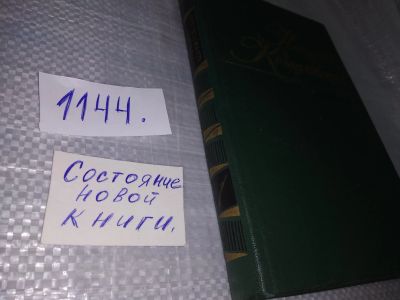 1144.
Состояние
новой
книги.